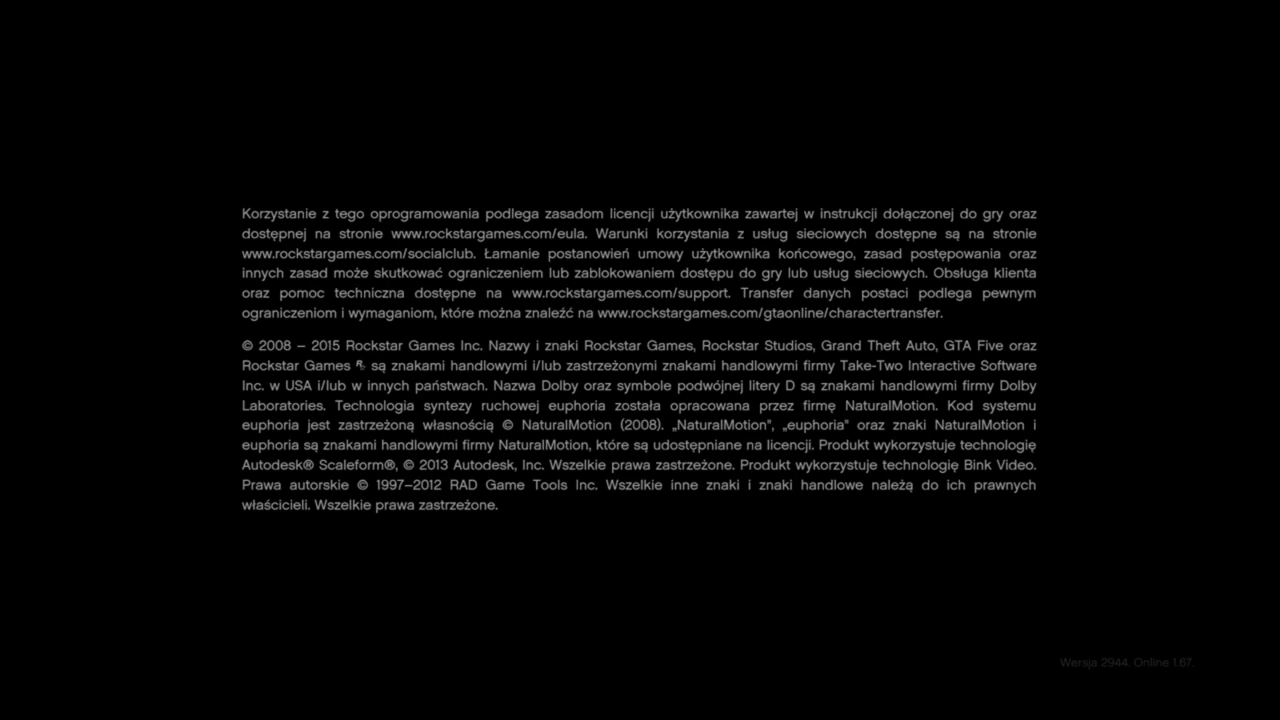 Korzystanie z tego oprogramowania podlega zasadom licencji użytkownika zawartej w instrukcji dołączonej do gry oraz
dostępnej na stronie www.rockstargames.com/eula. Warunki korzystania z usług sieciowych dostępne są na stronie
www.rockstargames.com/socialclub. Łamanie postanowień umowy użytkownika końcowego, zasad postępowania oraz
innych zasad może skutkować ograniczeniem lub zablokowaniem dostępu do gry lub usług sieciowych. Obsługa klienta
oraz pomoc techniczna dostępne na www.rockstargames.com/support. Transfer danych postaci podlega pewnym
ograniczeniom i wymaganiom, które można znaleźć na www.rockstargames.com/gtaonline/charactertransfer.
© 2008 – 2015 Rockstar Games Inc. Nazwy i znaki Rockstar Games, Rockstar Studios, Grand Theft Auto, GTA Five oraz
Rockstar Games R* są znakami handlowymi i/lub zastrzeżonymi znakami handlowymi firmy Take-Two Interactive Software
Inc. w USA i/lub w innych państwach. Nazwa Dolby oraz symbole podwójnej litery D są znakami handlowymi firmy Dolby
Laboratories. Technologia syntezy ruchowej euphoria została opracowana przez firmę NaturalMotion. Kod systemu
euphoria jest zastrzeżoną własnością © NaturalMotion (2008). „NaturalMotion", „euphoria" oraz znaki NaturalMotion i
euphoria są znakami handlowymi firmy NaturalMotion, które są udostępniane na licencji. Produkt wykorzystuje technologię
Autodesk® Scaleform®, © 2013 Autodesk, Inc. Wszelkie prawa zastrzeżone. Produkt wykorzystuje technologię Bink Video.
Prawa autorskie © 1997–2012 RAD Game Tools Inc. Wszelkie inne znaki i znaki handlowe należą do ich prawnych
właścicieli. Wszelkie prawa zastrzeżone.
Wersja 2944. Online 1.67.